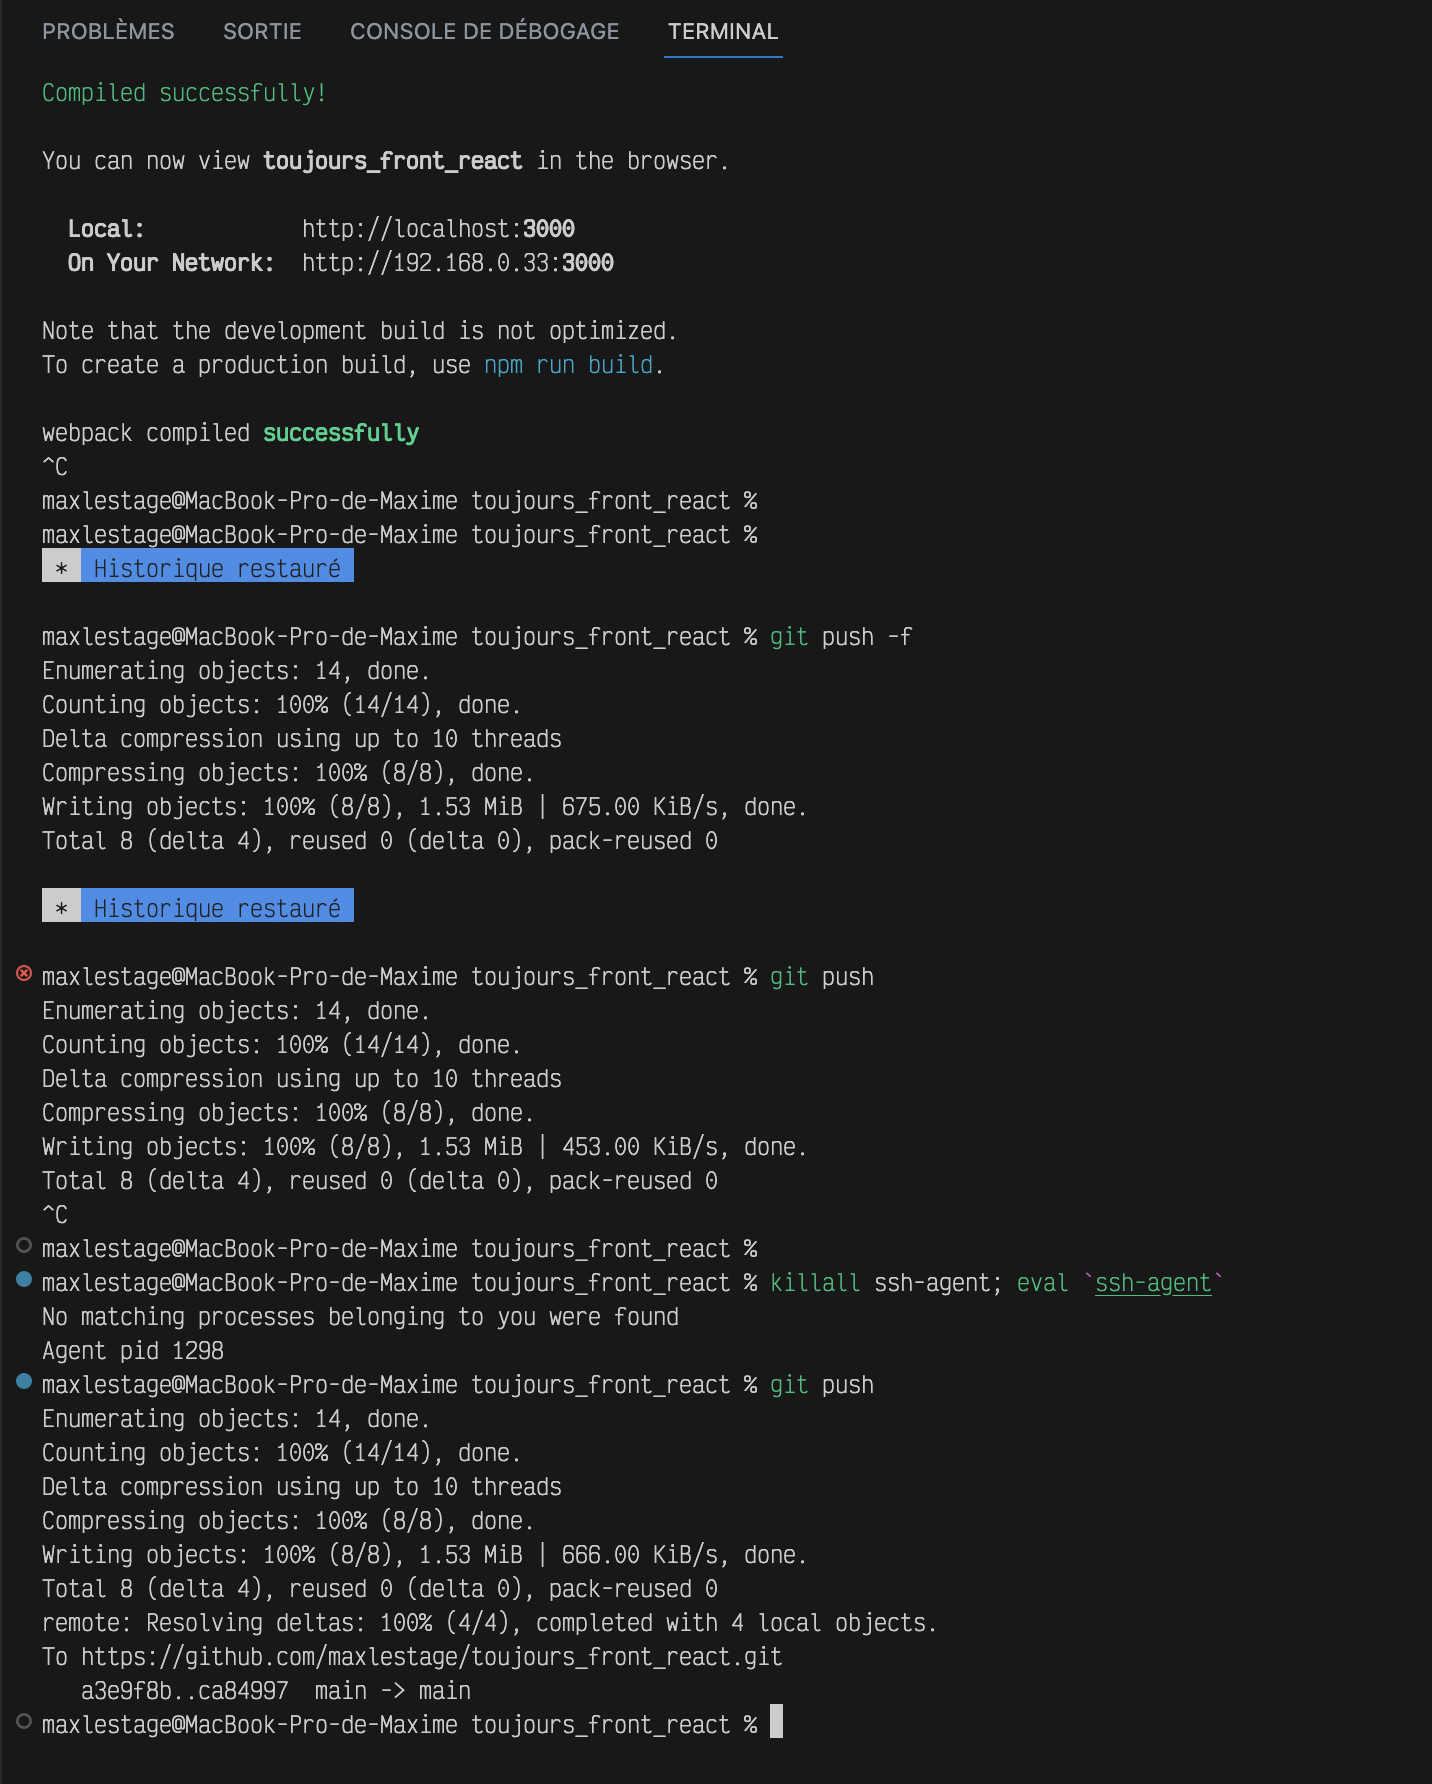 PROBLÈMES SORTIE CONSOLE DE DÉBOGAGE TERMINAL
Compiled successfully!
You can now view toujours_front_react in the browser.
Local: http://localhost:3000
On Your Network: http://192.168.0.33:3000
Note that the development build is not optimized.
To create a production build, use npm run build.
webpack compiled successfully
^C
maxlestage@MacBook-Pro-de-Maxime toujours_front_react %
maxlestage@MacBook-Pro-de-Maxime toujours_front_react %
* Historique restauré
maxlestage@MacBook-Pro-de-Maxime toujours_front_react % git push -f
Enumerating objects: 14, done.
Counting objects: 100% (14/14), done.
Delta compression using up to 10 threads
Compressing objects: 100% (8/8), done.
Writing objects: 100% (8/8), 1.53 MiB | 675.00 KiB/s, done.
Total 8 (delta 4), reused 0 (delta 0), pack-reused 0
* Historique restauré
maxlestage@MacBook-Pro-de-Maxime toujours_front_react % git push
Enumerating objects: 14, done.
Counting objects: 100% (14/14), done.
Delta compression using up to 10 threads
Compressing objects: 100% (8/8), done.
Writing objects: 100% (8/8), 1.53 MiB | 453.00 KiB/s, done.
Total 8 (delta 4), reused 0 (delta 0), pack-reused 0
^C
maxlestage@MacBook-Pro-de-Maxime toujours_front_react %
maxlestage@MacBook-Pro-de-Maxime toujours_front_react % killall ssh-agent; eval `ssh-agent`
No matching processes belonging to you were found
Agent pid 1298
maxlestage@MacBook-Pro-de-Maxime toujours_front_react % git push
Enumerating objects: 14, done.
Counting objects: 100% (14/14), done.
Delta compression using up to 10 threads
Compressing objects: 100% (8/8), done.
Writing objects: 100% (8/8), 1.53 MiB | 666.00 KiB/s, done.
Total 8 (delta 4), reused 0 (delta 0), pack-reused 0
remote: Resolving deltas: 100% (4/4), completed with 4 local objects.
To https://github.com/maxlestage/toujours_front_react.git
a3e9f8b..ca84997 main -> main
maxlestage@MacBook-Pro-de-Maxime toujours_front_react %